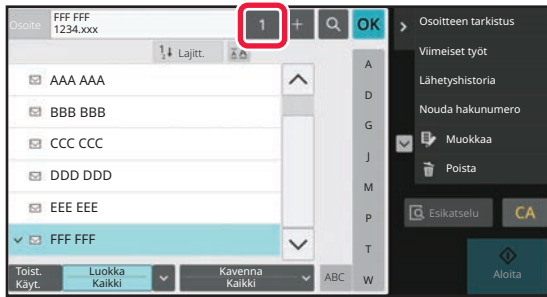 Osoite
FFF FFF
1234.xxx
1
+
OK
Lajitt.
AAA AAA
BBB BBB
CCC CCC
DDD DDD
EEE EEE
FFF FFF
A
D
G
J
M
P
T
W
Toist.
Käyt.
Luokka
Kaikki
Kavenna
Kaikki
ABC
Osoitteen tarkistus
Viimeiset työt
Lähetyshistoria
Nouda hakunumero
Muokkaa
Poista
Esikatselu
CA
Aloita